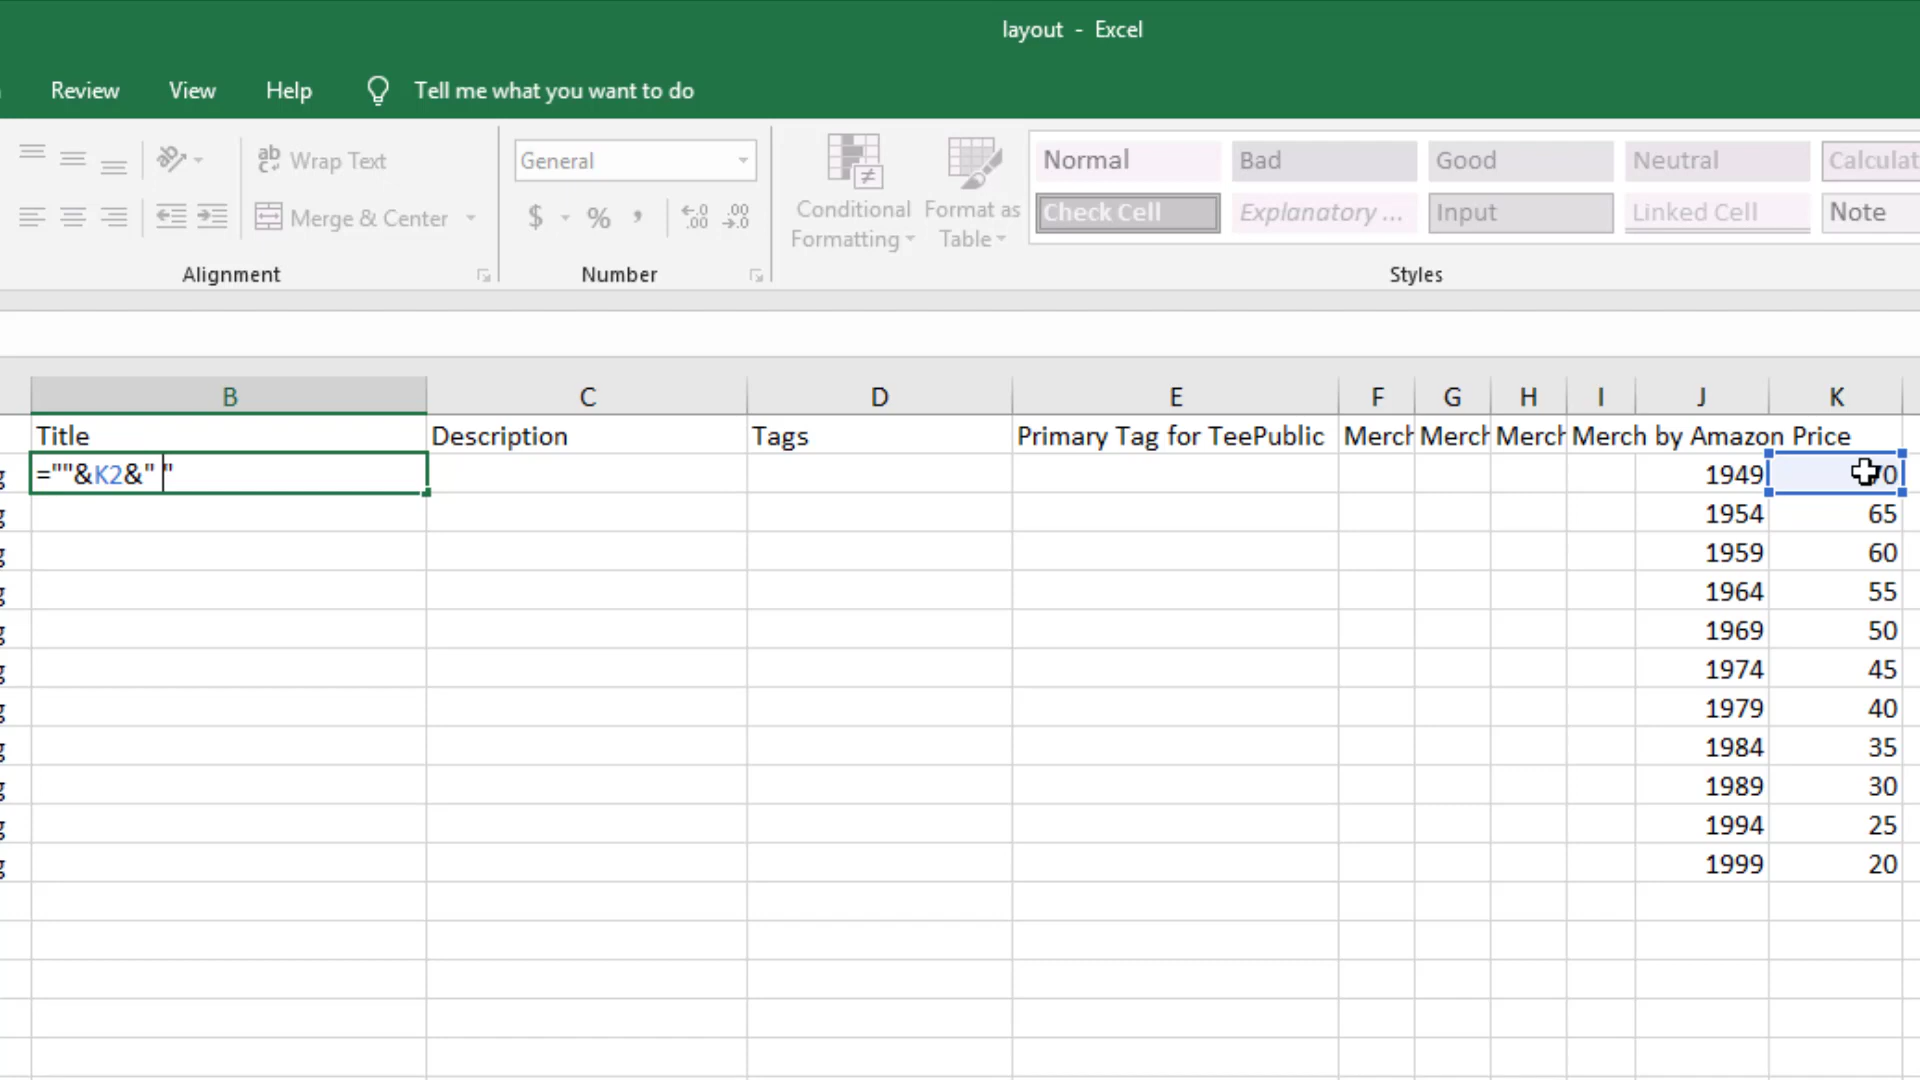 layout - Excel
Review View Help Tell me what you want to do
ab Wrap Text General Normal Bad Good Neutral
Merge & Center $ % , Conditional Formatting Format as Table Check Cell Explanatory ... Input Linked Cell Note
Alignment Number Styles
B C D E F G H I J K
Title Description Tags Primary Tag for TeePublic Merch Merch Merch Merch by Amazon Price
=""&K2&" " 1949
1954 65
1959 60
1964 55
1969 50
1974 45
1979 40
1984 35
1989 30
1994 25
1999 20